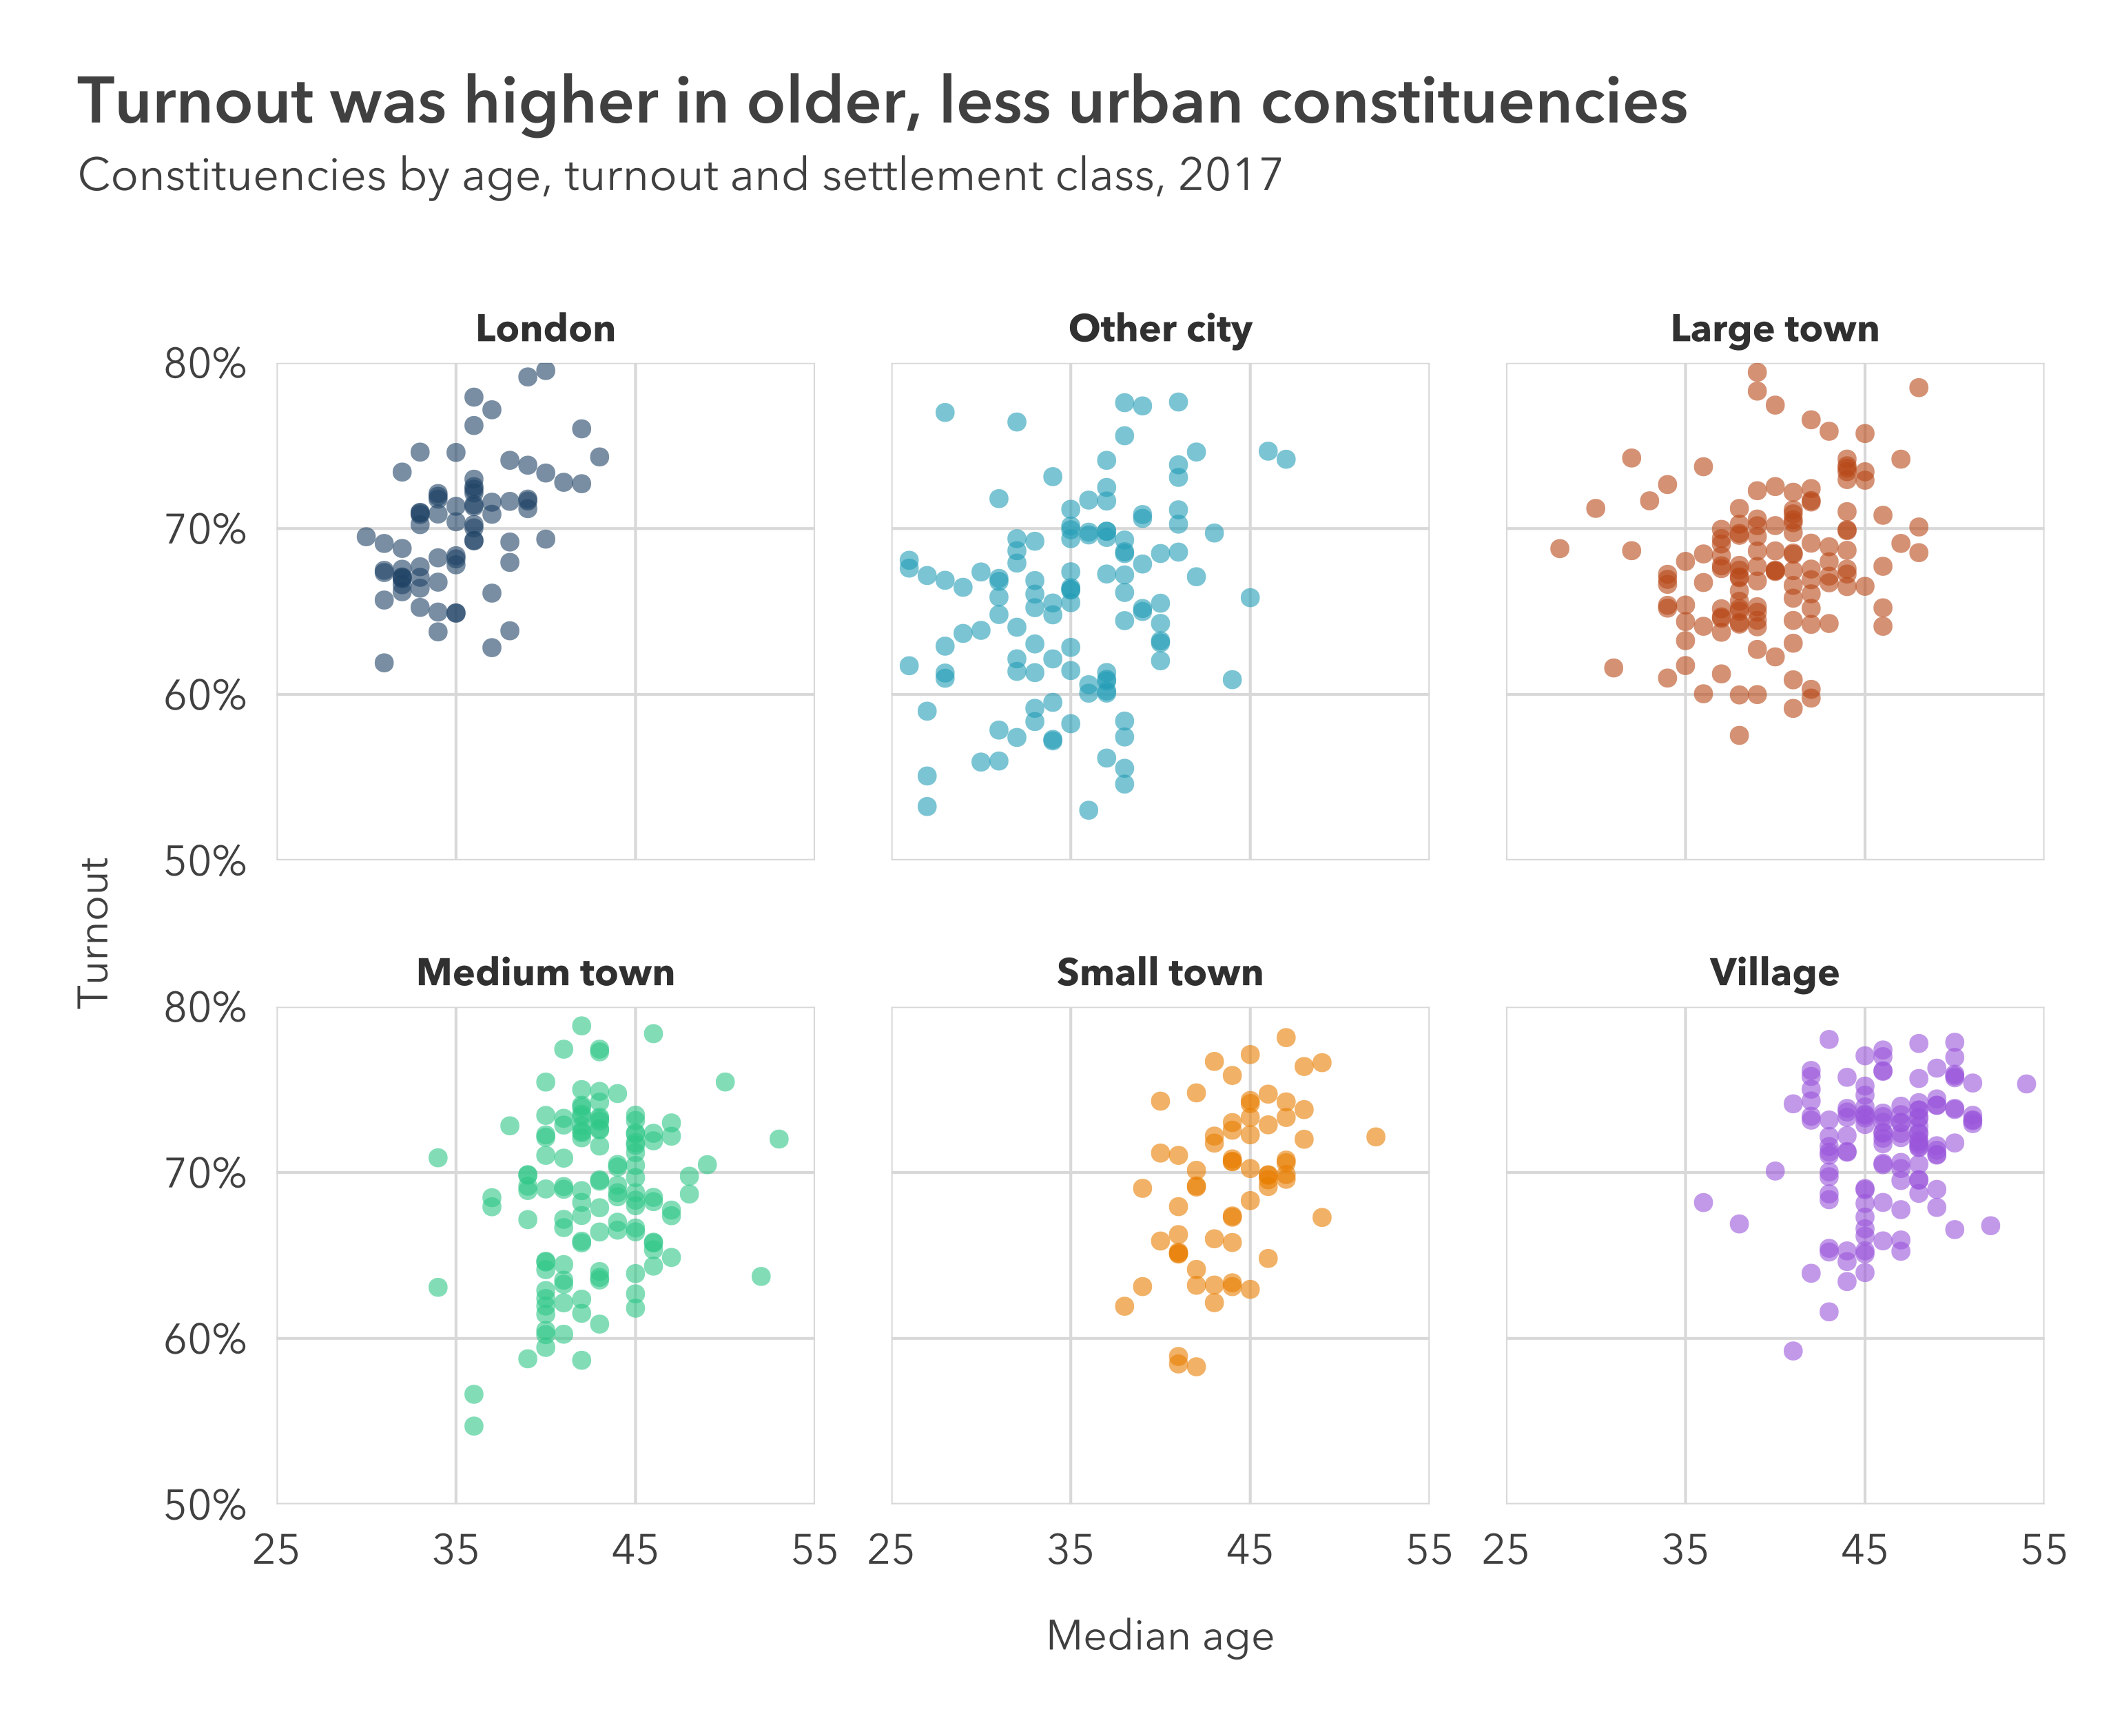 Turnout was higher in older, less urban constituencies
Constituencies by age, turnout and settlement class, 2017
London
Other city
Large town
80%
70%
60%
50%
Turnout
Medium town
Small town
Village
80%
70%
60%
50%
25 35 45 55 25 35 45 55 25 35 45 55
Median age